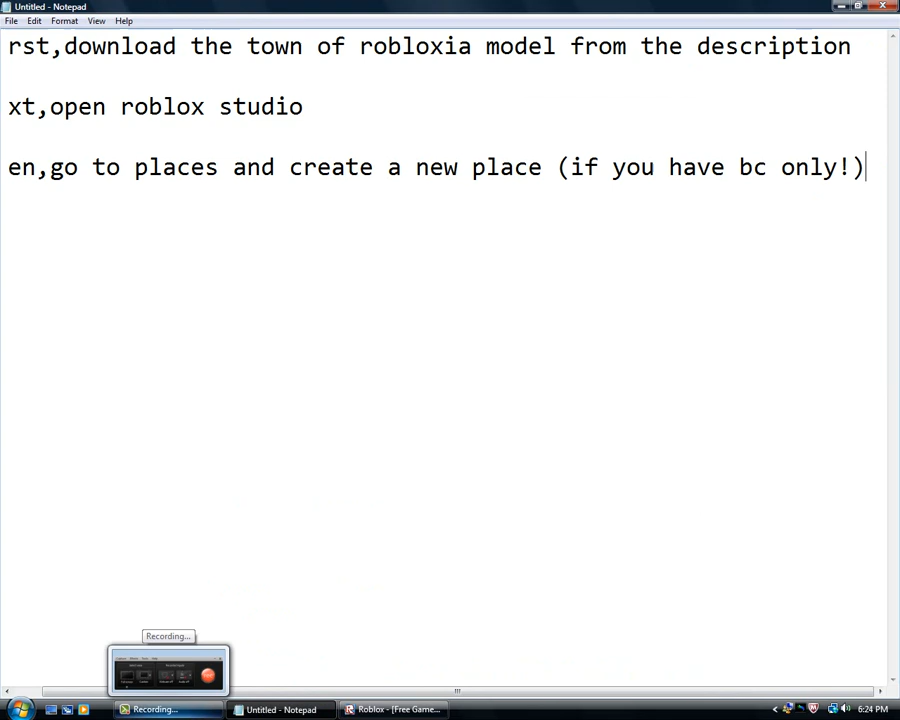 Untitled - Notepad
File Edit Format View Help
rst,download the town of robloxia model from the description
xt,open roblox studio
en,go to places and create a new place (if you have bc only!)
Recording...
Recording...
Untitled - Notepad
Roblox - [Free Game...
6:24 PM